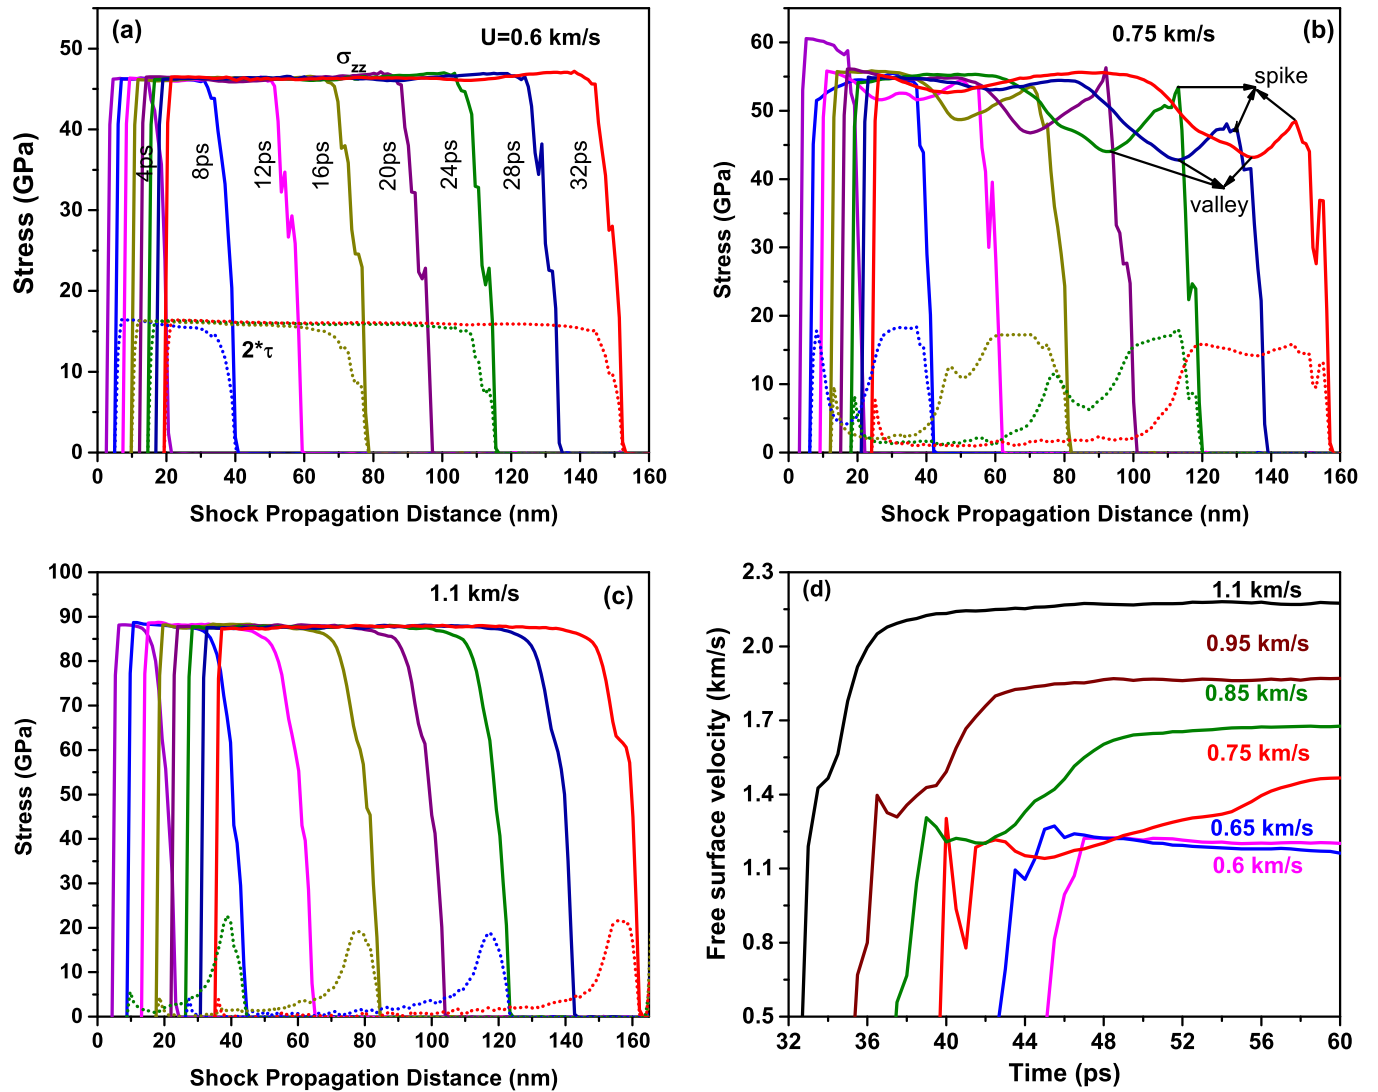 (a)
U=0.6 km/s
σzz
4ps
8ps
12ps
16ps
20ps
24ps
28ps
32ps
2*τ
Stress (GPa)
50
40
30
20
10
0
0 20 40 60 80 100 120 140 160
Shock Propagation Distance (nm)
(b)
0.75 km/s
spike
valley
Stress (GPa)
60
50
40
30
20
10
0
0 20 40 60 80 100 120 140 160
Shock Propagation Distance (nm)
(c)
1.1 km/s
Stress (GPa)
100
90
80
70
60
50
40
30
20
10
0
0 20 40 60 80 100 120 140 160
Shock Propagation Distance (nm)
(d)
1.1 km/s
0.95 km/s
0.85 km/s
0.75 km/s
0.65 km/s
0.6 km/s
Free surface velocity (km/s)
2.3
2.0
1.7
1.4
1.1
0.8
0.5
32 36 40 44 48 52 56 60
Time (ps)